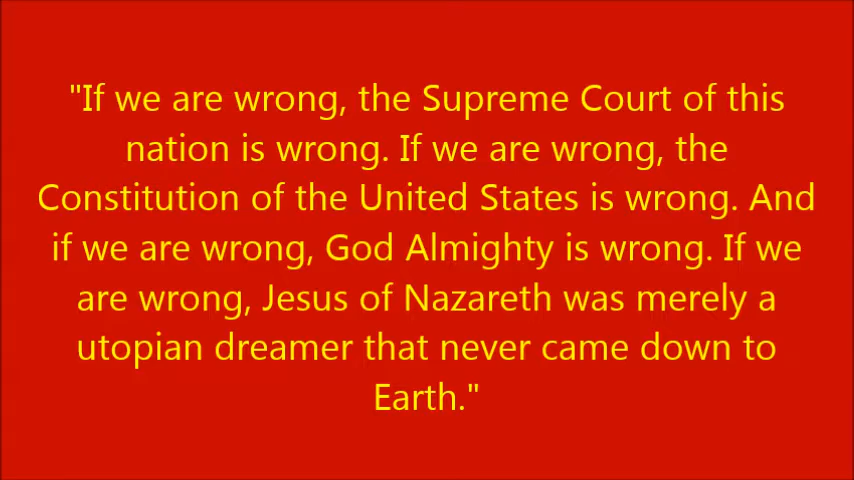 "If we are wrong, the Supreme Court of this
nation is wrong. If we are wrong, the
Constitution of the United States is wrong. And
if we are wrong, God Almighty is wrong. If we
are wrong, Jesus of Nazareth was merely a
utopian dreamer that never came down to
Earth."